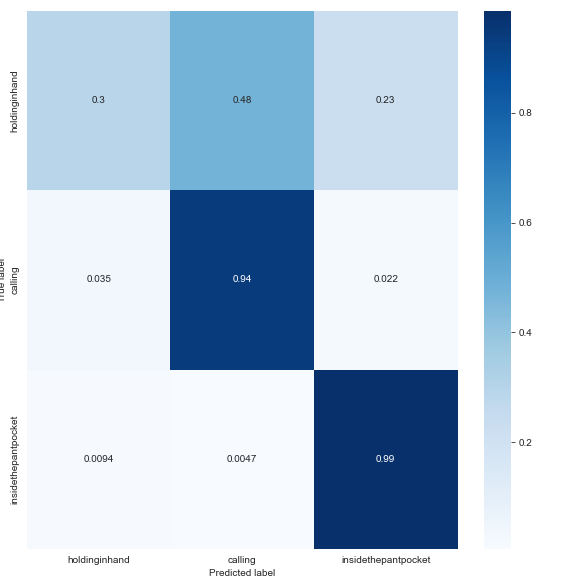 holdinginhand
0.3
0.48
0.23
0.8
0.6
True label
calling
0.035
0.94
0.022
0.4
insidethepantpocket
0.0094
0.0047
0.99
0.2
holdinginhand
calling
insidethepantpocket
Predicted label